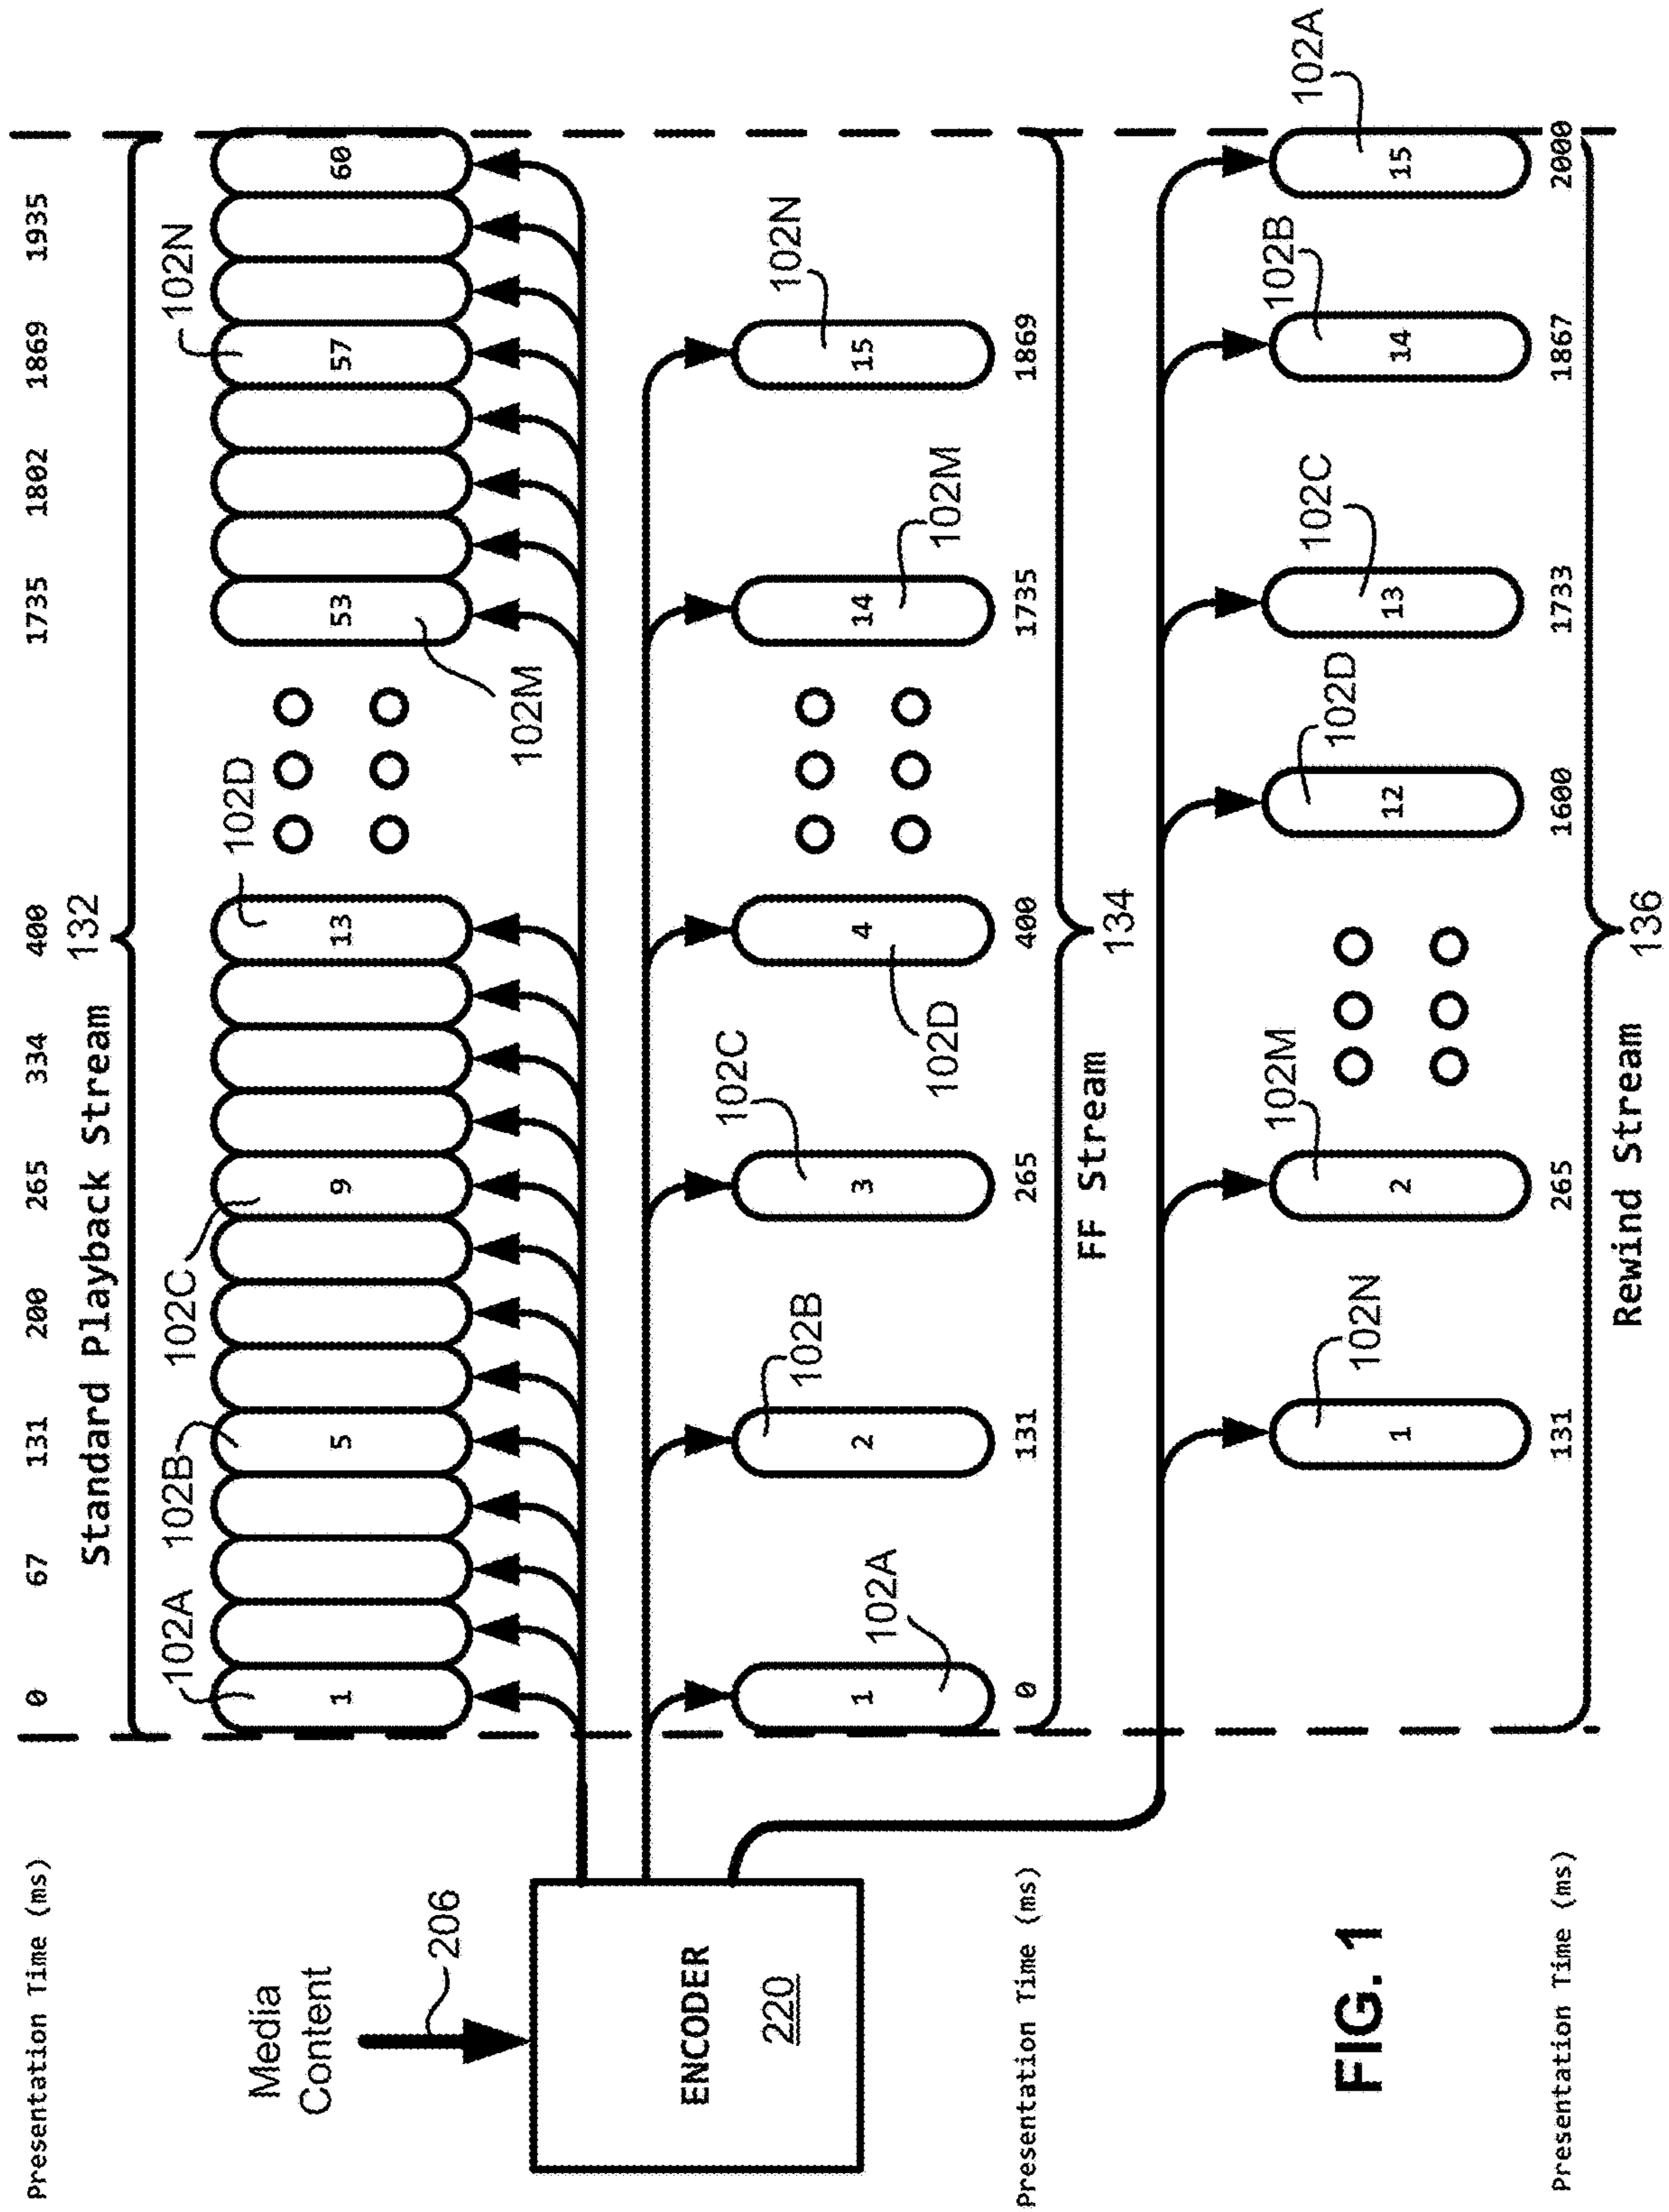 Presentation Time (ms)
0 67 131 200 265 334 400 1735 1802 1869 1935
Standard Playback Stream 132
102A 102B 102C 102D 102M 102N
1 5 9 13 53 57 60
Media
Content
206
ENCODER
220
1 2 3 4 14 15
102A 102B 102C 102D 102M 102N
Presentation Time (ms)
0 131 265 400 1735 1869
FF Stream 134
102N 102M 102D 102C 102B 102A
1 2 12 13 14 15
FIG. 1
Presentation Time (ms)
131 265 1600 1733 1867 2000
Rewind Stream 136